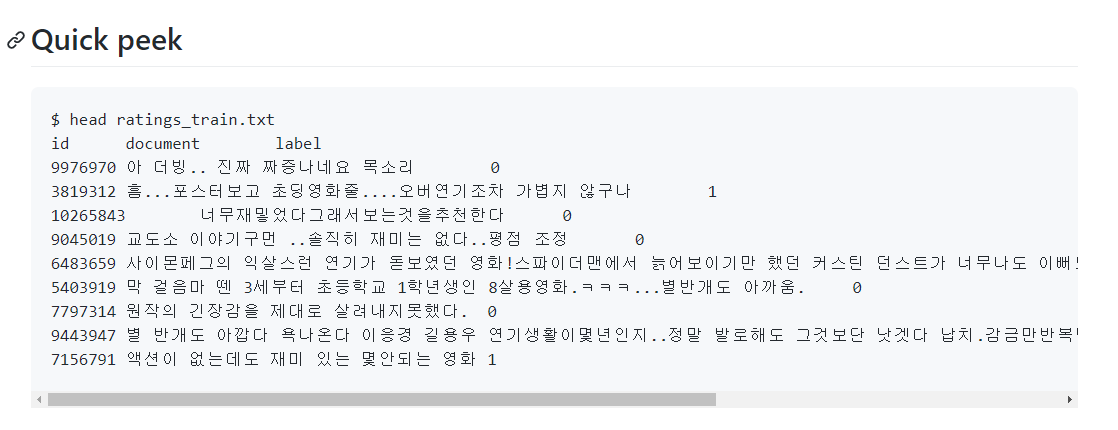 Quick peek
$ head ratings_train.txt
id document label
9976970 아 더빙.. 진짜 짜증나네요 목소리 0
3819312 흠...포스터보고 초딩영화줄....오버연기조차 가볍지 않구나 1
10265843 너무재밓었다그래서보는것을추천한다 0
9045019 교도소 이야기구먼 ..솔직히 재미는 없다..평점 조정 0
6483659 사이몬페그의 익살스런 연기가 돋보였던 영화!스파이더맨에서 늙어보이기만 했던 커스틴 던스트가 너무나도 이뻐
5403919 막 걸음마 뗀 3세부터 초등학교 1학년생인 8살용영화.ㅋㅋㅋ...별반개도 아까움. 0
7797314 원작의 긴장감을 제대로 살려내지못했다. 0
9443947 별 반개도 아깝다 욕나온다 이응경 길용우 연기생활이몇년인지..정말 발로해도 그것보단 낫겟다 납치.감금만반복
7156791 액션이 없는데도 재미 있는 몇안되는 영화 1